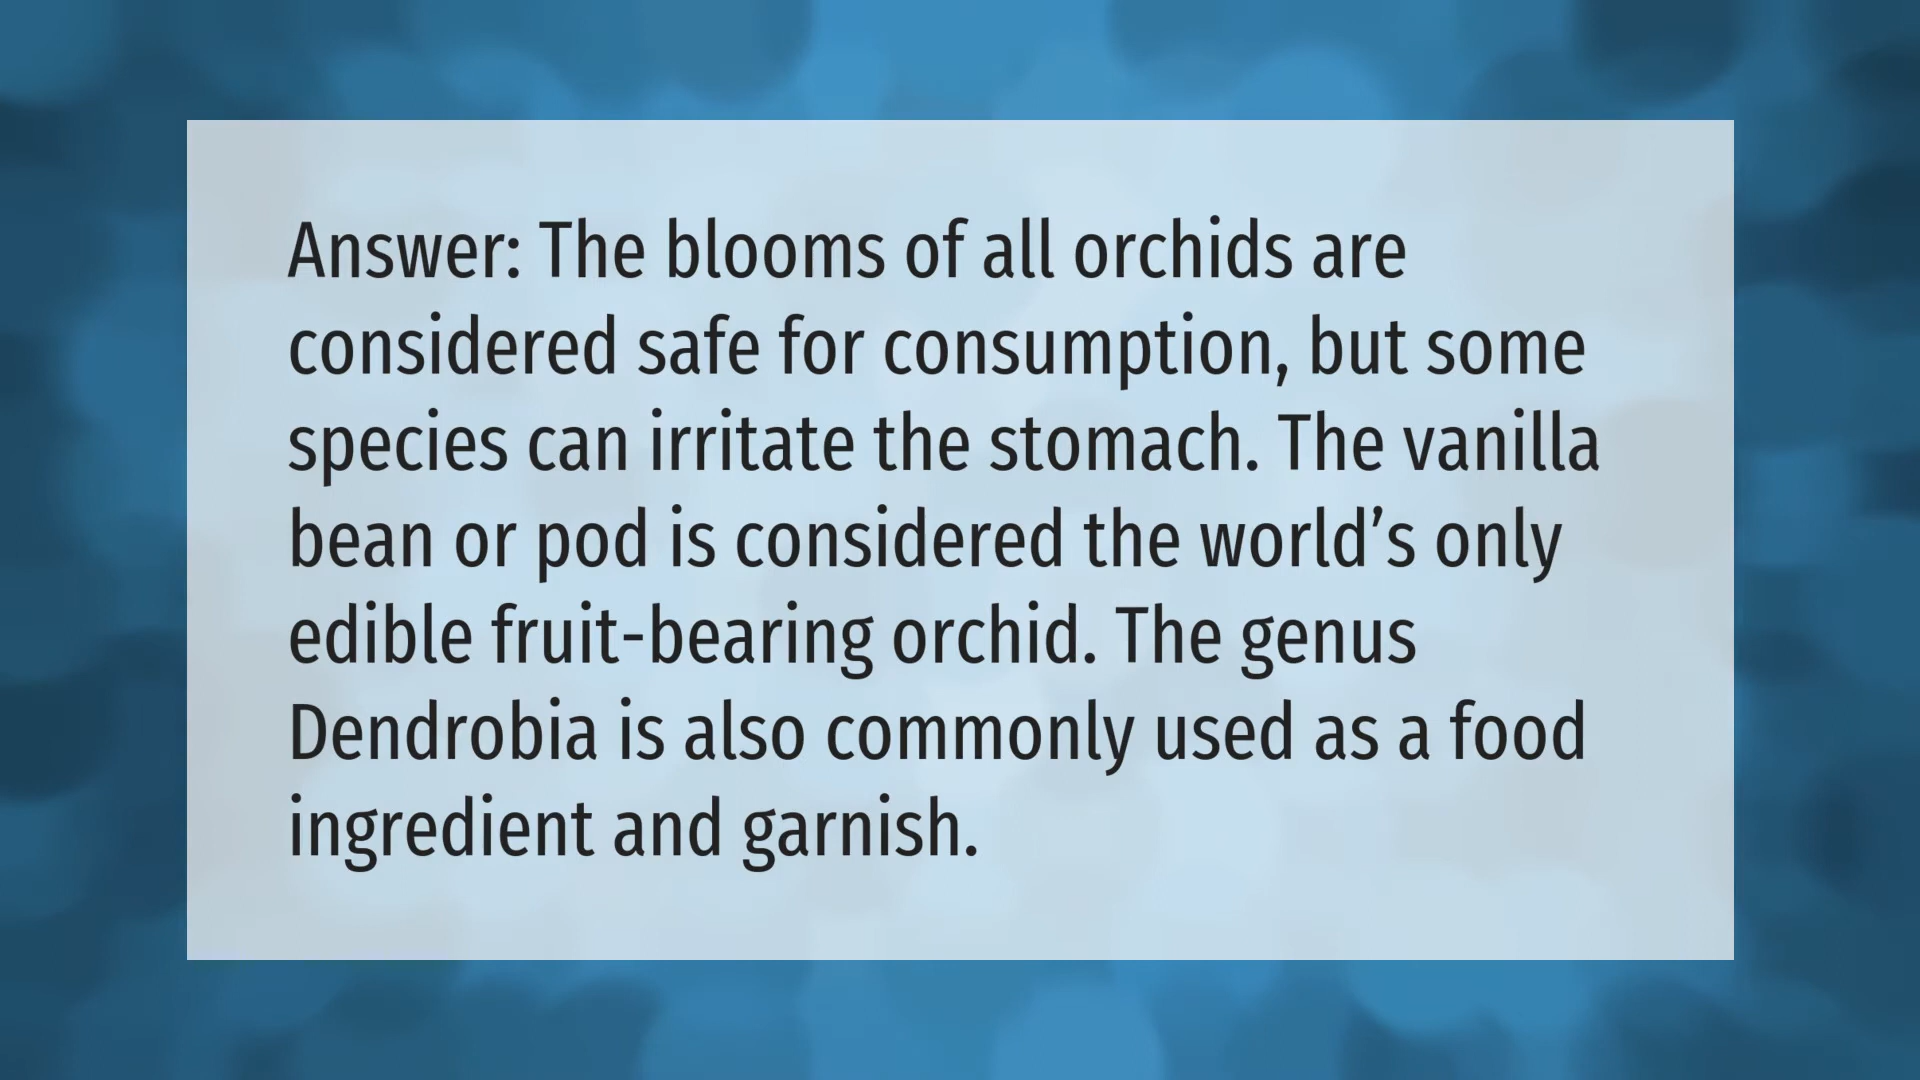 Answer: The blooms of all orchids are
considered safe for consumption, but some
species can irritate the stomach. The vanilla
bean or pod is considered the world’s only
edible fruit-bearing orchid. The genus
Dendrobia is also commonly used as a food
ingredient and garnish.